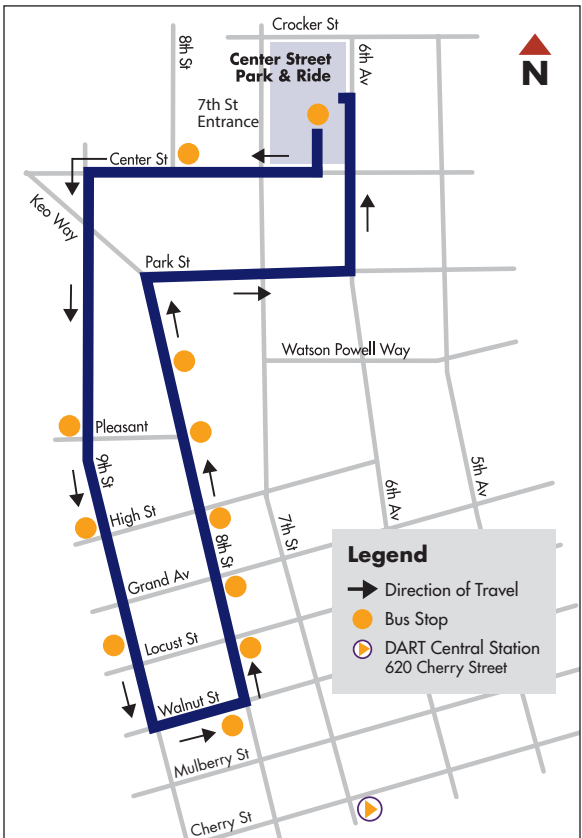 Crocker St
8th St
6th Av
Center Street
Park & Ride
N
7th St
Entrance
Center St
Keo Way
Park St
Watson Powell Way
Pleasant
9th St
5th Av
High St
6th Av
7th St
8th St
Grand Av
Locust St
Walnut St
Mulberry St
Cherry St
Legend
Direction of Travel
Bus Stop
DART Central Station
620 Cherry Street